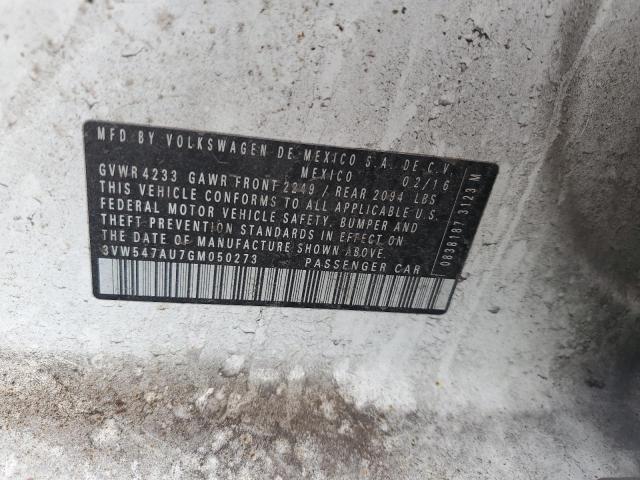 MFD BY VOLKSWAGEN DE MEXICO S.A. DE C.V.
MEXICO 02/16
GVWR 4233 GAWR FRONT 2249 / REAR 2094 LBS
THIS VEHICLE CONFORMS TO ALL APPLICABLE U.S.
FEDERAL MOTOR VEHICLE SAFETY, BUMPER AND
THEFT PREVENTION STANDARDS IN EFFECT ON
THE DATE OF MANUFACTURE SHOWN ABOVE.
3VW547AU7GM050273 PASSENGER CAR
0838187 3123 M